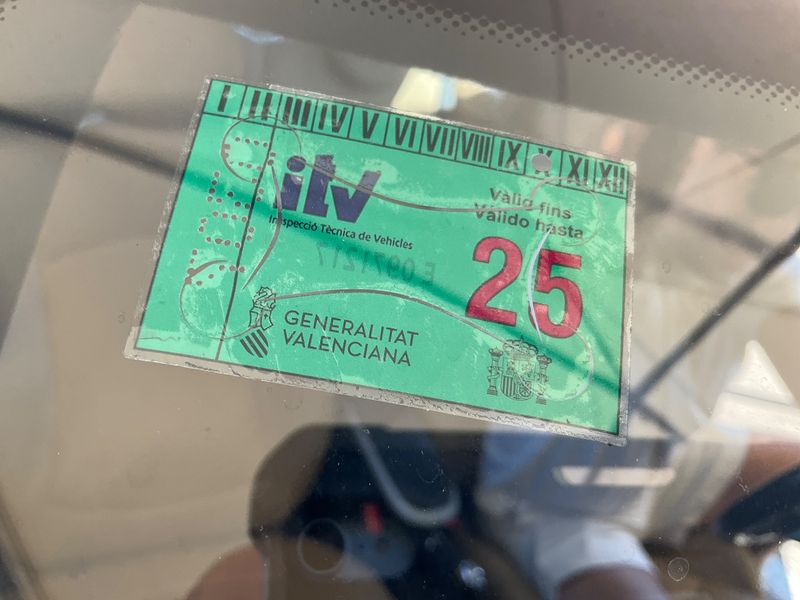 I II III IV V VI VII VIII IX X XI XII
itv
Inspecció Tècnica de Vehicles
Vàlid fins
Válido hasta
25
E 0971217
GENERALITAT
VALENCIANA